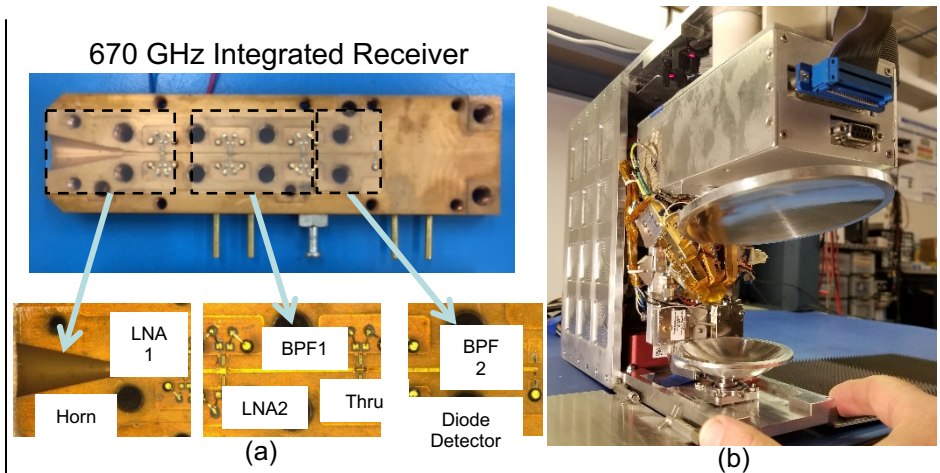 670 GHz Integrated Receiver
LNA
1
Horn
BPF1
LNA2
Thru
BPF
2
Diode
Detector
(a)
(b)